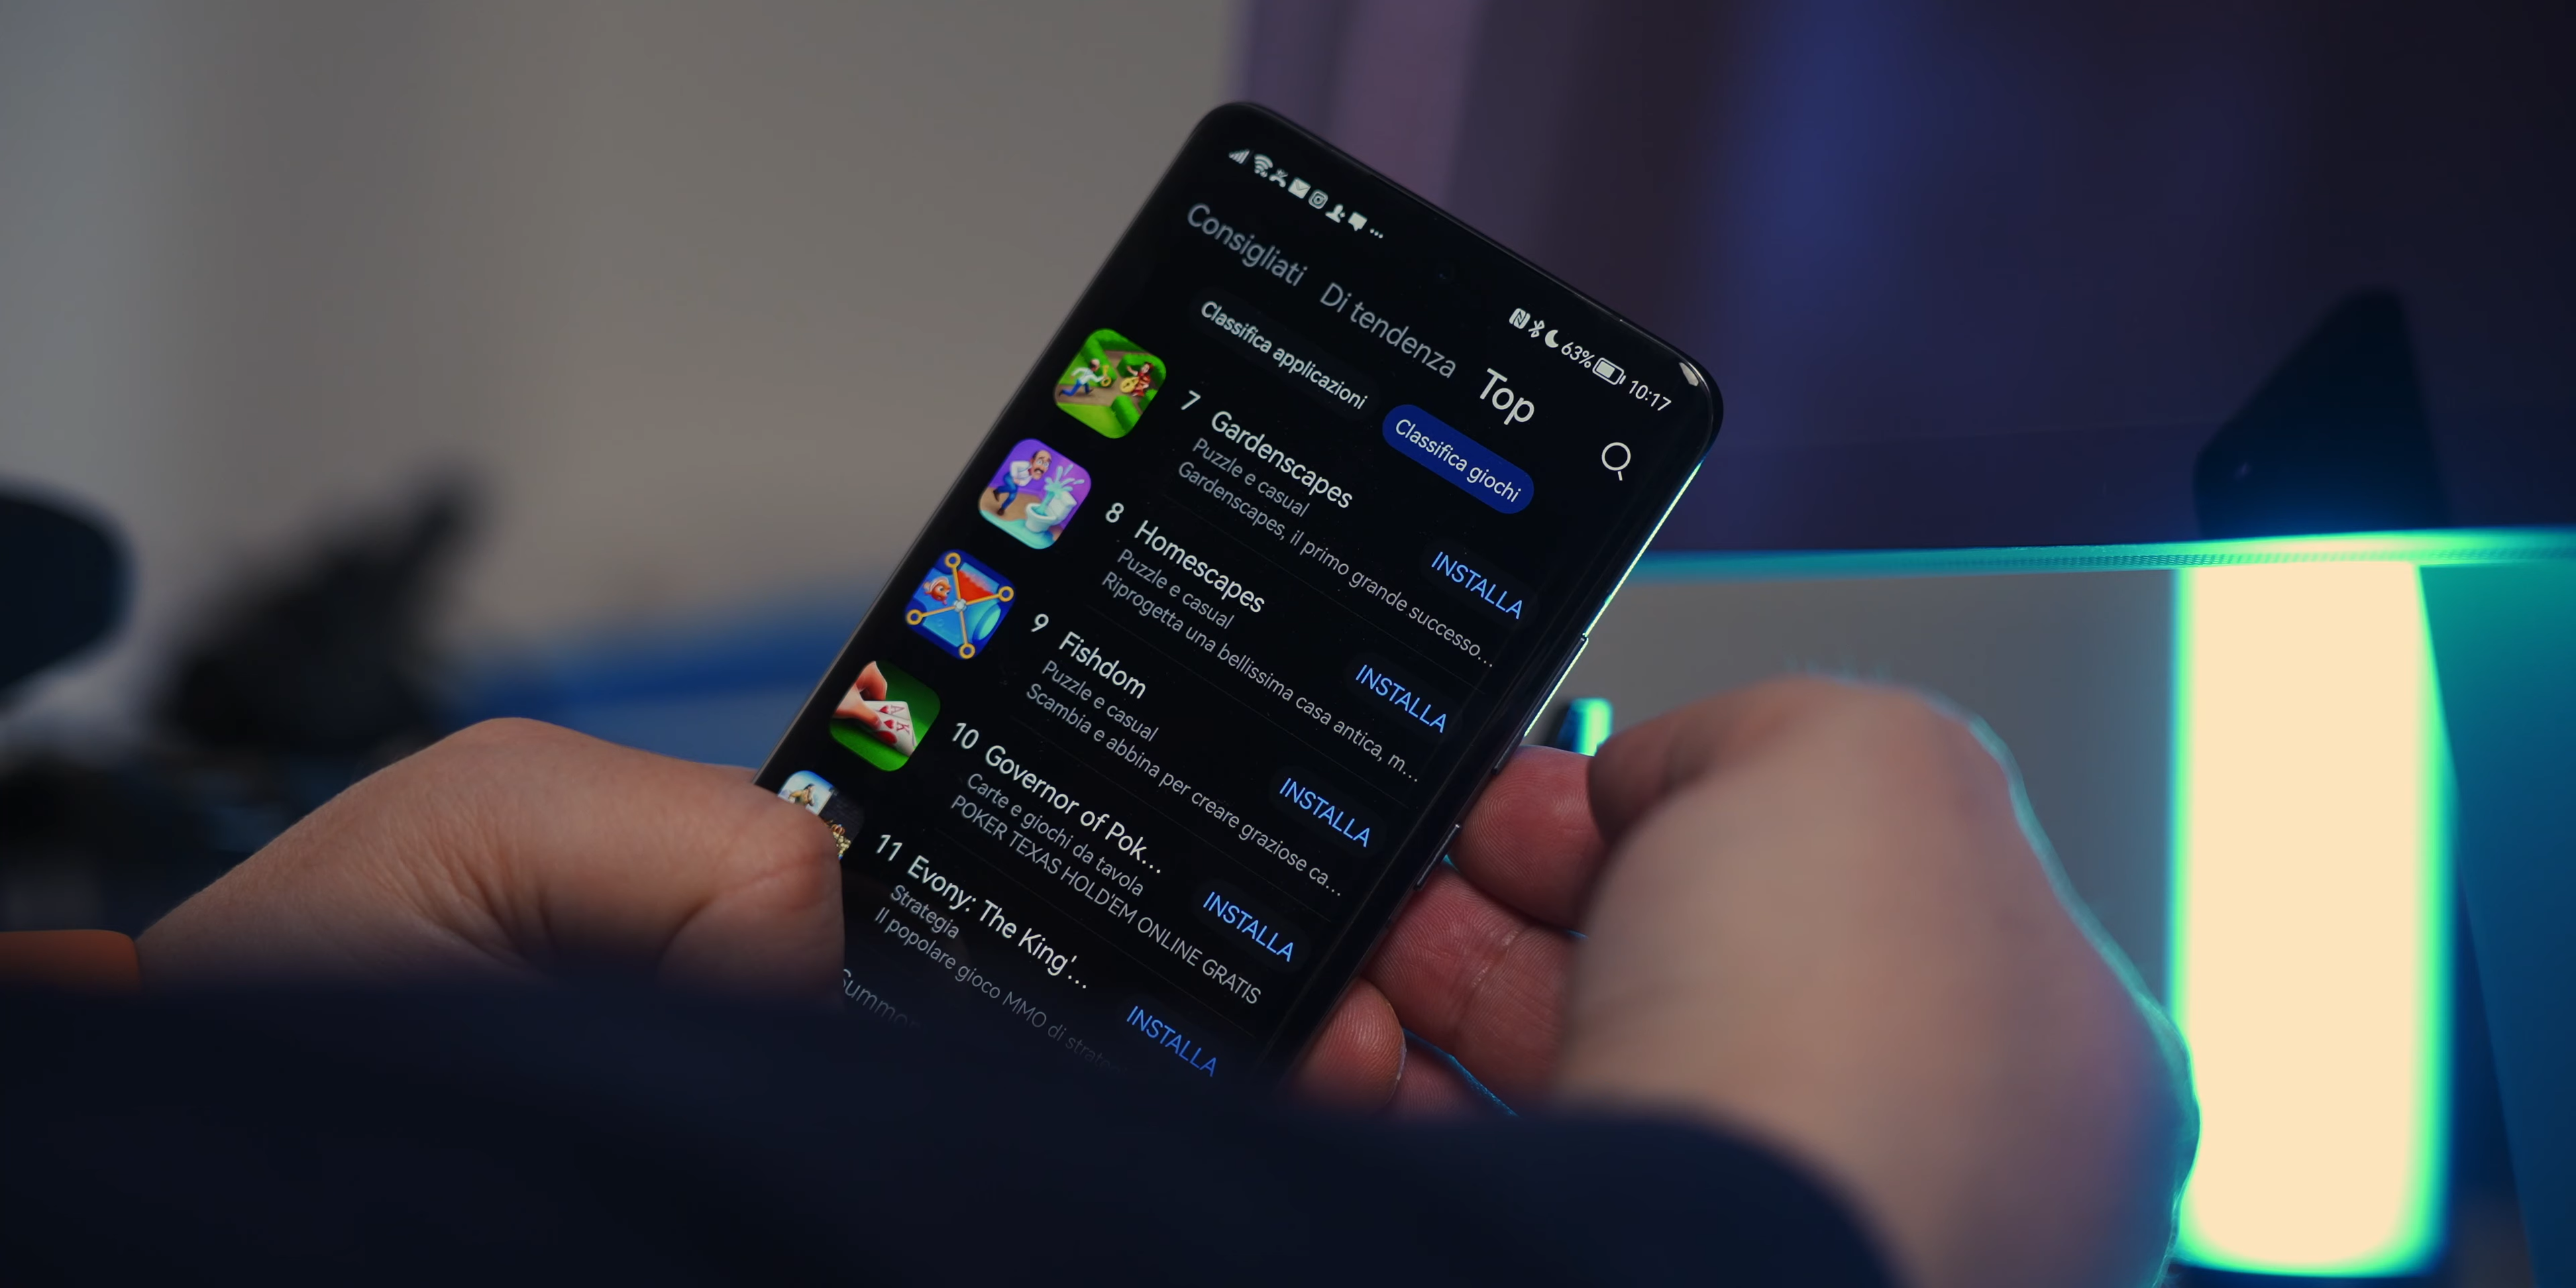 63% 10:17
Consigliati Di tendenza Top
Classifica applicazioni Classifica giochi
7 Gardenscapes
Puzzle e casual
Gardenscapes, il primo grande successo...
INSTALLA
8 Homescapes
Puzzle e casual
Riprogetta una bellissima casa antica, m...
INSTALLA
9 Fishdom
Puzzle e casual
Scambia e abbina per creare graziose ca...
INSTALLA
10 Governor of Pok...
Carte e giochi da tavola
POKER TEXAS HOLD'EM ONLINE GRATIS
INSTALLA
11 Evony: The King'...
Strategia
Il popolare gioco MMO di strate
INSTALLA
Summon